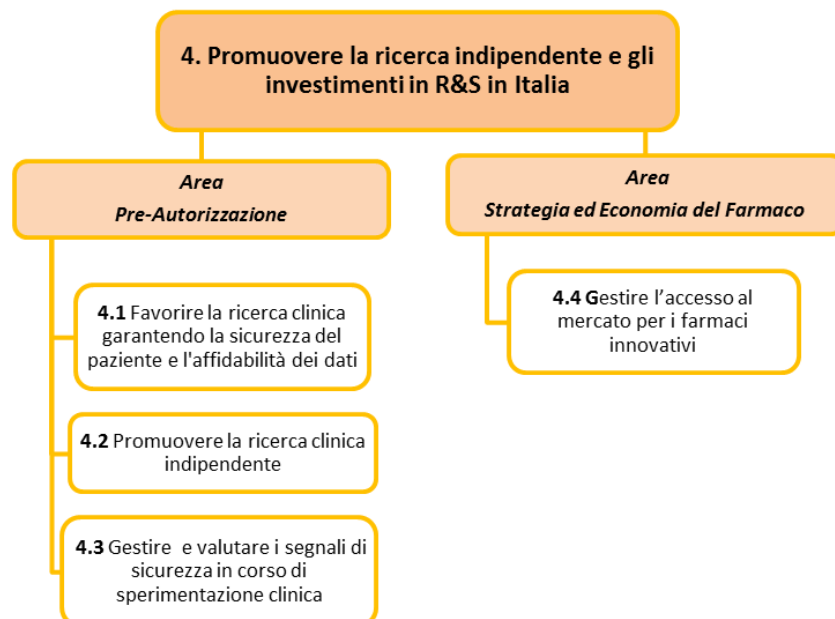 4. Promuovere la ricerca indipendente e gli
investimenti in R&S in Italia
Area
Pre-Autorizzazione
4.1 Favorire la ricerca clinica
garantendo la sicurezza del
paziente e l'affidabilità dei dati
4.2 Promuovere la ricerca clinica
indipendente
4.3 Gestire e valutare i segnali di
sicurezza in corso di
sperimentazione clinica
Area
Strategia ed Economia del Farmaco
4.4 Gestire l’accesso al
mercato per i farmaci
innovativi